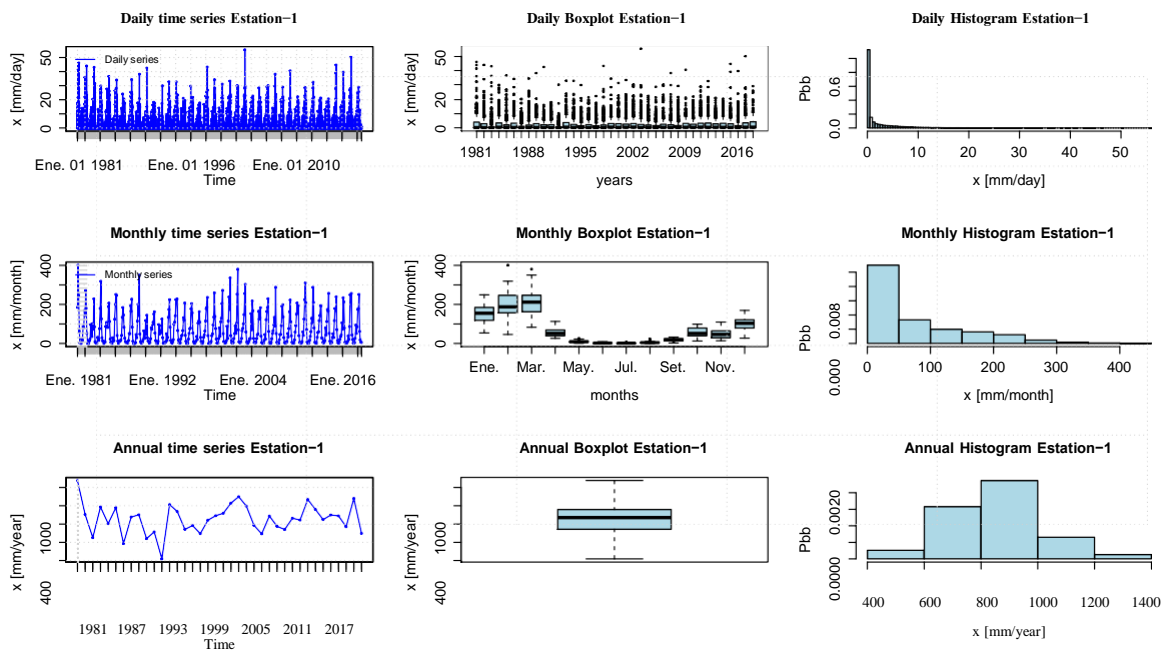 Daily time series Estation−1
x [mm/day]
0 20 50
Daily series
Ene. 01 1981 Ene. 01 1996 Ene. 01 2010
Time
Daily Boxplot Estation−1
x [mm/day]
0 20 50
1981 1988 1995 2002 2009 2016
years
Daily Histogram Estation−1
Pbb
0.0 0.6
0 10 20 30 40 50
x [mm/day]
Monthly time series Estation−1
x [mm/month]
0 200 400
Monthly series
Ene. 1981 Ene. 1992 Ene. 2004 Ene. 2016
Time
Monthly Boxplot Estation−1
x [mm/month]
0 200 400
Ene. Mar. May. Jul. Set. Nov.
months
Monthly Histogram Estation−1
Pbb
0.000 0.008
0 100 200 300 400
x [mm/month]
Annual time series Estation−1
x [mm/year]
400 1000
1981 1987 1993 1999 2005 2011 2017
Time
Annual Boxplot Estation−1
x [mm/year]
400 1000
Annual Histogram Estation−1
Pbb
0.0000 0.0020
400 600 800 1000 1200 1400
x [mm/year]